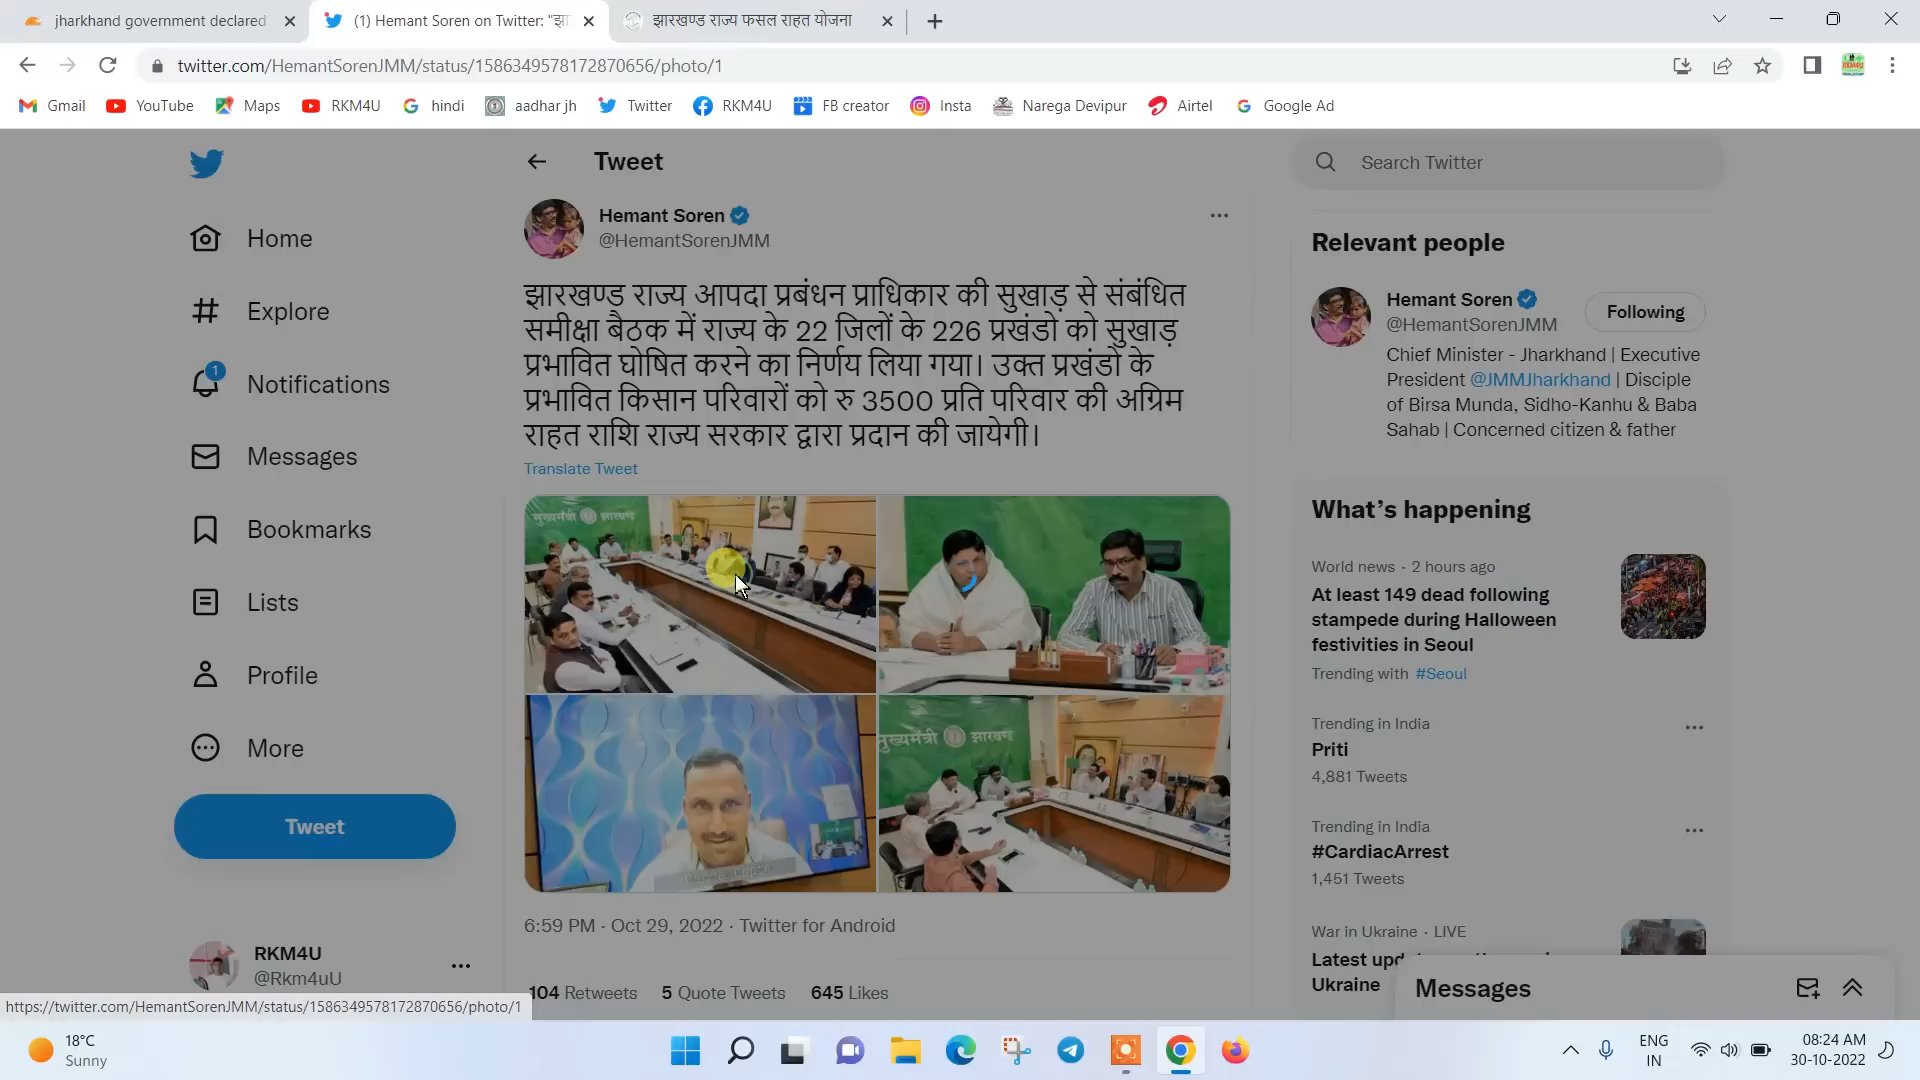 jharkhand government declared
(1) Hemant Soren on Twitter: "झा
झारखण्ड राज्य फसल राहत योजना
twitter.com/HemantSorenJMM/status/1586349578172870656/photo/1
Gmail YouTube Maps RKM4U hindi aadhar jh Twitter RKM4U FB creator Insta Narega Devipur Airtel Google Ad
Home
Explore
1
Notifications
Messages
Bookmarks
Lists
Profile
More
Tweet
RKM4U
@Rkm4uU
Tweet
Hemant Soren
@HemantSorenJMM
झारखण्ड राज्य आपदा प्रबंधन प्राधिकार की सुखाड़ से संबंधित
समीक्षा बैठक में राज्य के 22 जिलों के 226 प्रखंडो को सुखाड़
प्रभावित घोषित करने का निर्णय लिया गया। उक्त प्रखंडो के
प्रभावित किसान परिवारों को रु 3500 प्रति परिवार की अग्रिम
राहत राशि राज्य सरकार द्वारा प्रदान की जायेगी।
Translate Tweet
मुख्यमंत्री झारखण्ड
मुख्यमंत्री झारखण्ड
6:59 PM · Oct 29, 2022 · Twitter for Android
104 Retweets 5 Quote Tweets 645 Likes
Search Twitter
Relevant people
Hemant Soren
@HemantSorenJMM
Following
Chief Minister - Jharkhand | Executive
President @JMMJharkhand | Disciple
of Birsa Munda, Sidho-Kanhu & Baba
Sahab | Concerned citizen & father
What's happening
World news · 2 hours ago
At least 149 dead following
stampede during Halloween
festivities in Seoul
Trending with #Seoul
Trending in India
Priti
4,881 Tweets
Trending in India
#CardiacArrest
1,451 Tweets
War in Ukraine · LIVE
Latest
Ukraine
Messages
https://twitter.com/HemantSorenJMM/status/1586349578172870656/photo/1
18°C
Sunny
ENG
IN
08:24 AM
30-10-2022